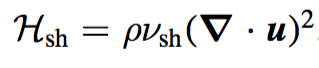 ℋ_sh = ρν_sh(∇ · u)²